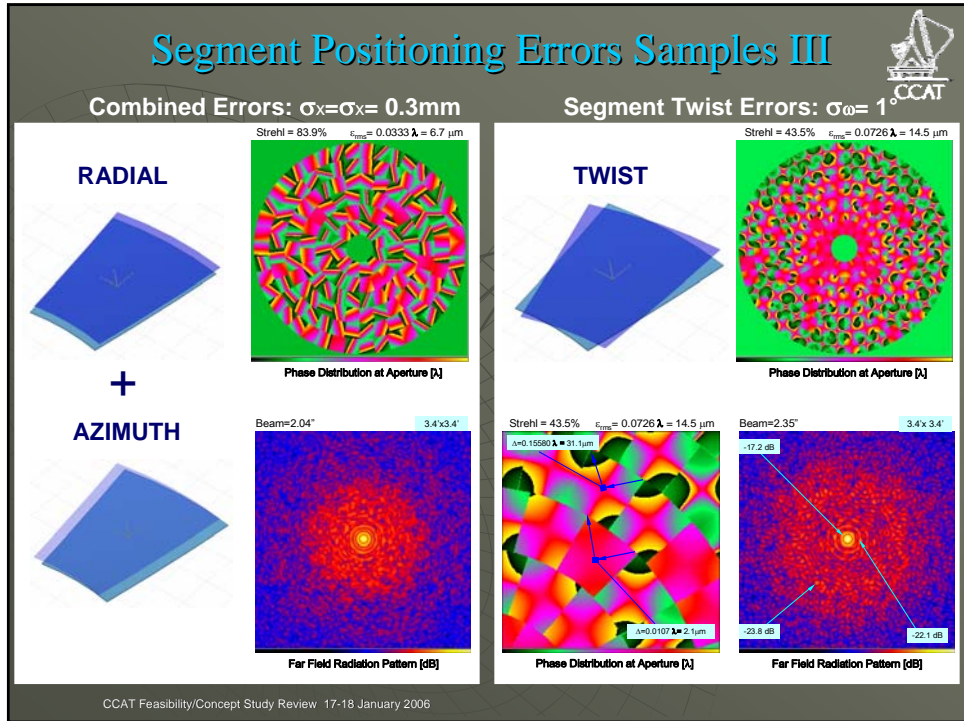 Segment Positioning Errors Samples III
CCAT
Combined Errors: σx=σx= 0.3mm
Strehl = 83.9% εrms= 0.0333 λ = 6.7 μm
RADIAL
Phase Distribution at Aperture [λ]
+
AZIMUTH
Beam=2.04"
3.4'x3.4'
Far Field Radiation Pattern [dB]
Segment Twist Errors: σω= 1°
Strehl = 43.5% εrms= 0.0726 λ = 14.5 μm
TWIST
Phase Distribution at Aperture [λ]
Strehl = 43.5% εrms= 0.0726 λ = 14.5 μm
Δ=0.15580 λ = 31.1μm
Δ=0.0107 λ= 2.1μm
Phase Distribution at Aperture [λ]
Beam=2.35"
3.4'x 3.4'
-17.2 dB
-23.8 dB
-22.1 dB
Far Field Radiation Pattern [dB]
CCAT Feasibility/Concept Study Review 17-18 January 2006